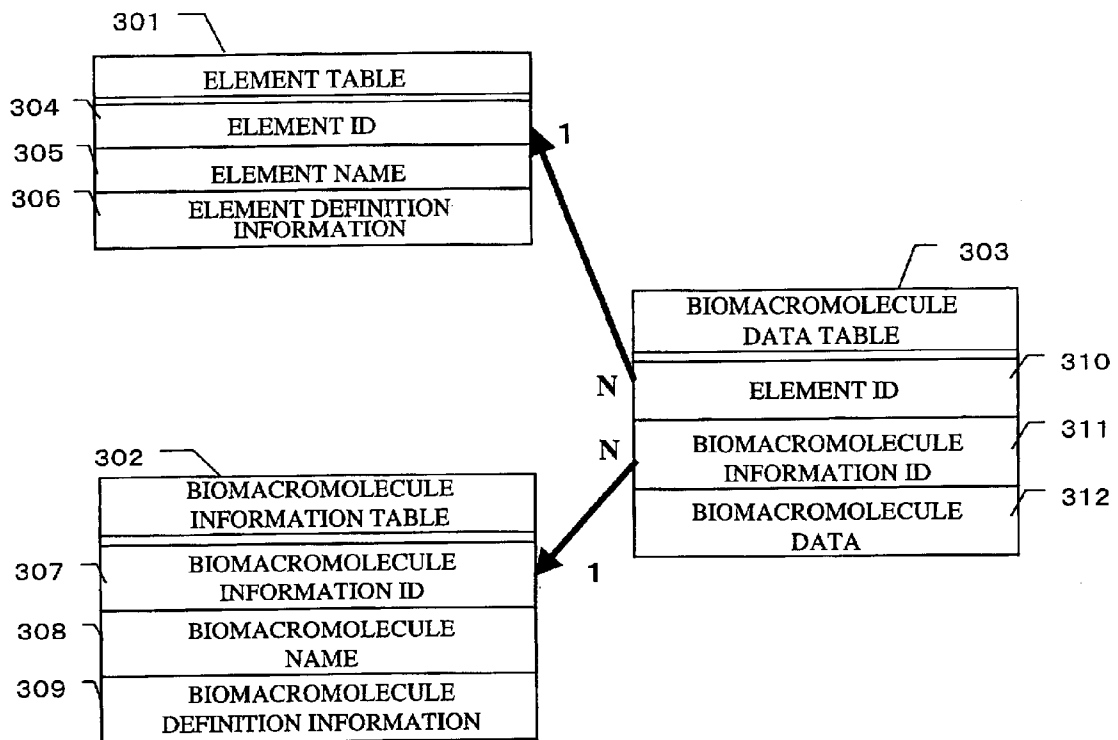 301
ELEMENT TABLE
304
ELEMENT ID
1
305
ELEMENT NAME
306
ELEMENT DEFINITION
INFORMATION
303
BIOMACROMOLECULE
DATA TABLE
310
N
ELEMENT ID
311
N
BIOMACROMOLECULE
INFORMATION ID
312
BIOMACROMOLECULE
DATA
302
BIOMACROMOLECULE
INFORMATION TABLE
307
BIOMACROMOLECULE
INFORMATION ID
1
308
BIOMACROMOLECULE
NAME
309
BIOMACROMOLECULE
DEFINITION INFORMATION